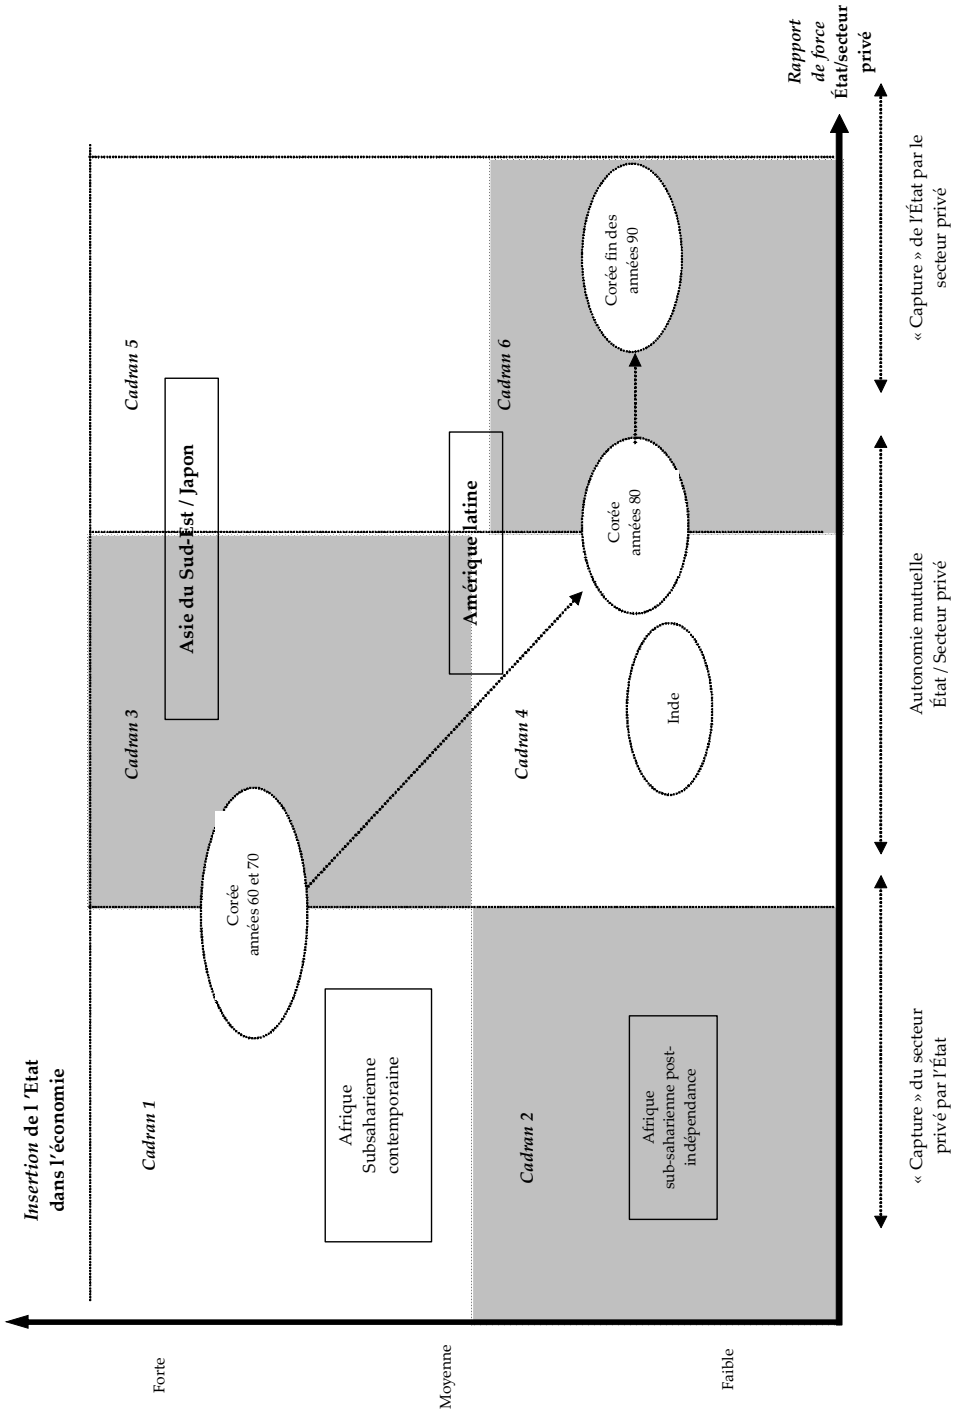 Insertion de l ’Etat
dans l’économie
Forte
Moyenne
Faible
Cadran 1
Cadran 3
Cadran 5
Corée
années 60 et 70
Asie du Sud-Est / Japon
Afrique
Subsaharienne
contemporaine
Amérique latine
Cadran 2
Cadran 4
Cadran 6
Afrique
sub-saharienne post-
indépendance
Inde
Corée
années 80
Corée fin des
années 90
Rapport
de force
État/secteur
privé
« Capture » du secteur
privé par l’État
Autonomie mutuelle
État / Secteur privé
« Capture » de l’État par le
secteur privé